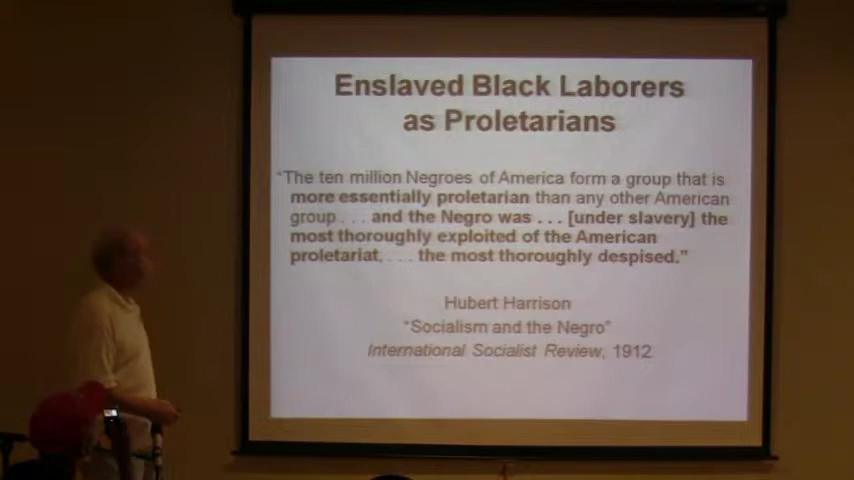 Enslaved Black Laborers
as Proletarians
"The ten million Negroes of America form a group that is
more essentially proletarian than any other American
group . . . and the Negro was . . . [under slavery] the
most thoroughly exploited of the American
proletariat, . . . the most thoroughly despised."
Hubert Harrison
"Socialism and the Negro"
International Socialist Review, 1912